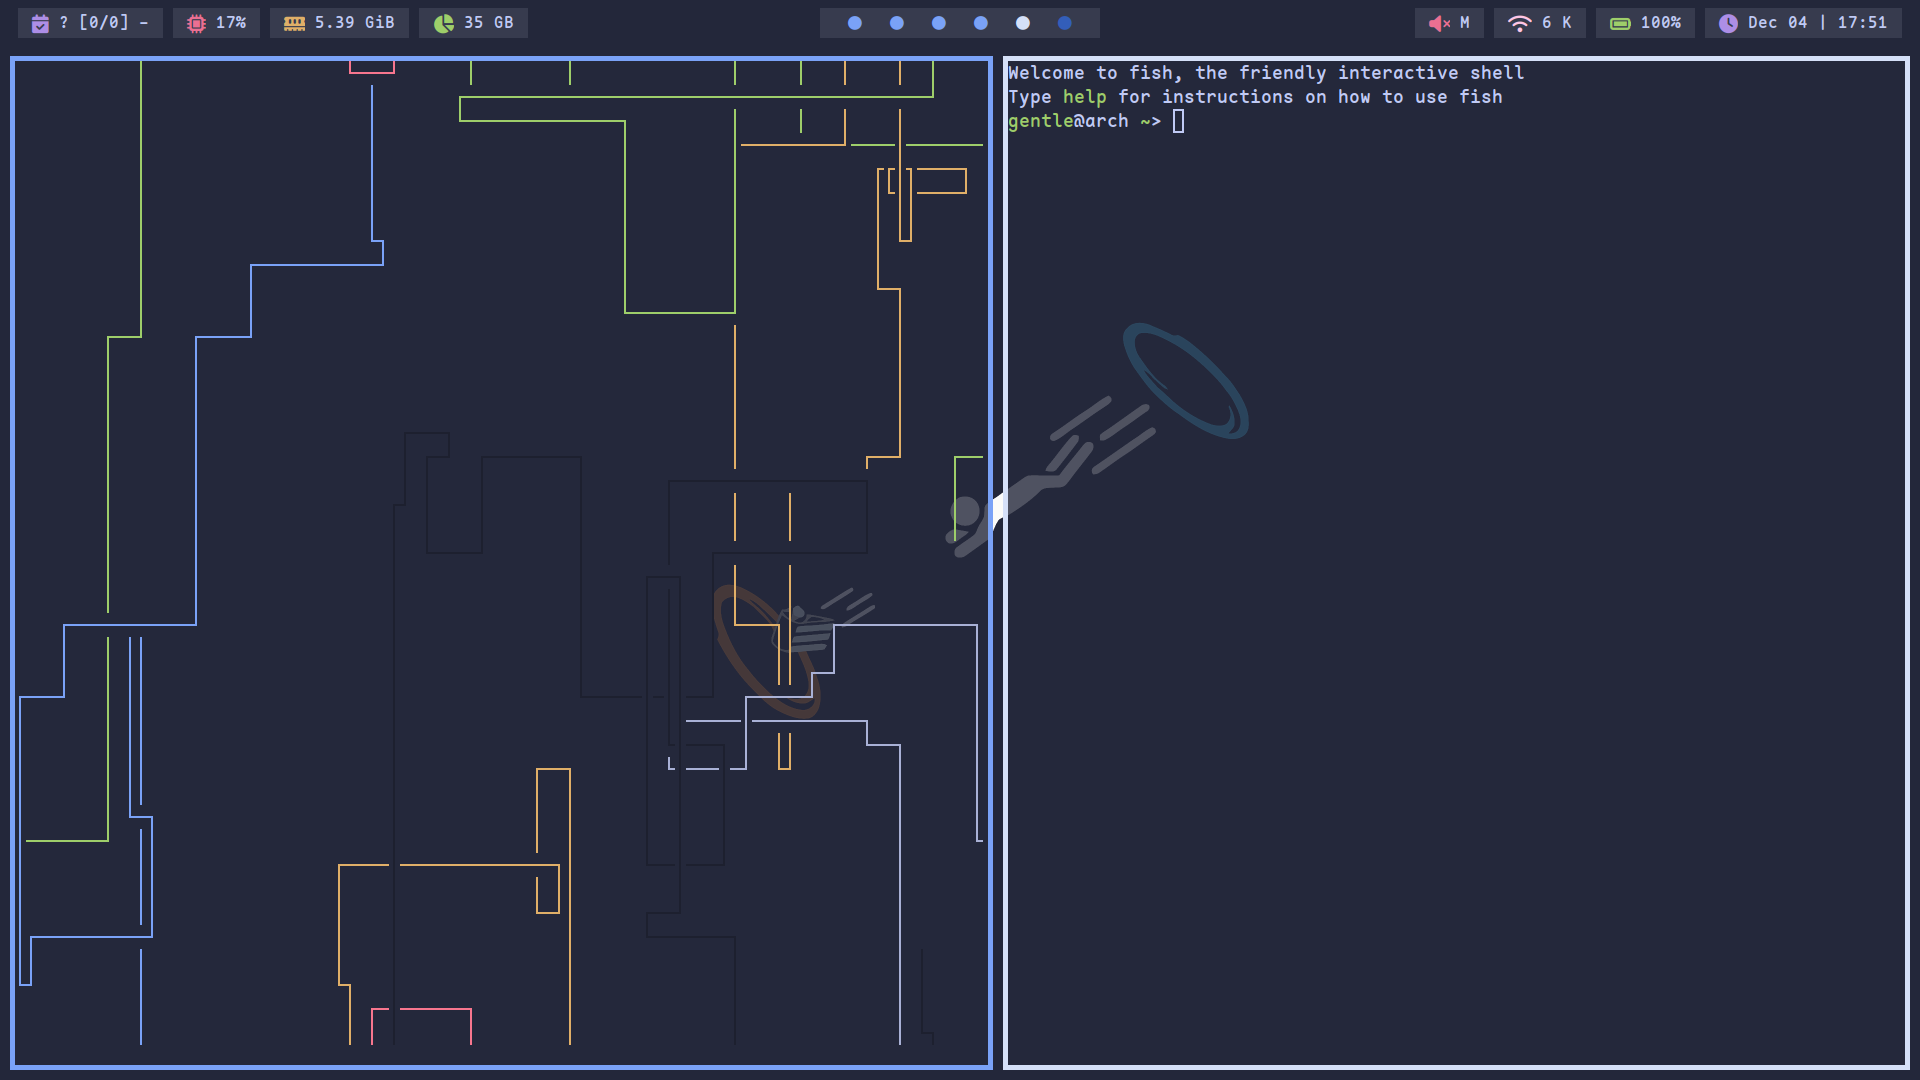 ? [0/0] –
17%
5.39 GiB
35 GB
M
6 K
100%
Dec 04 | 17:51
Welcome to fish, the friendly interactive shell
Type help for instructions on how to use fish
gentle@arch ~>